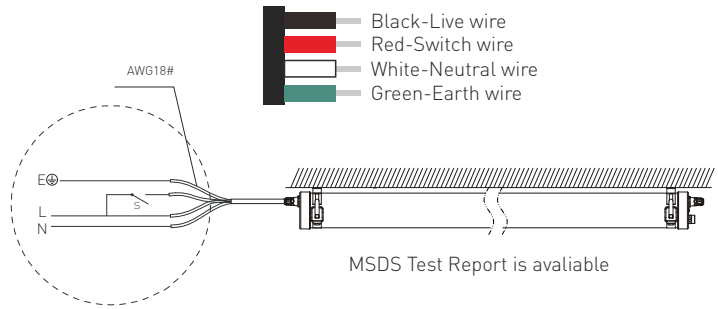 Black-Live wire
Red-Switch wire
White-Neutral wire
Green-Earth wire
AWG18#
E
S
L
N
MSDS Test Report is avaliable